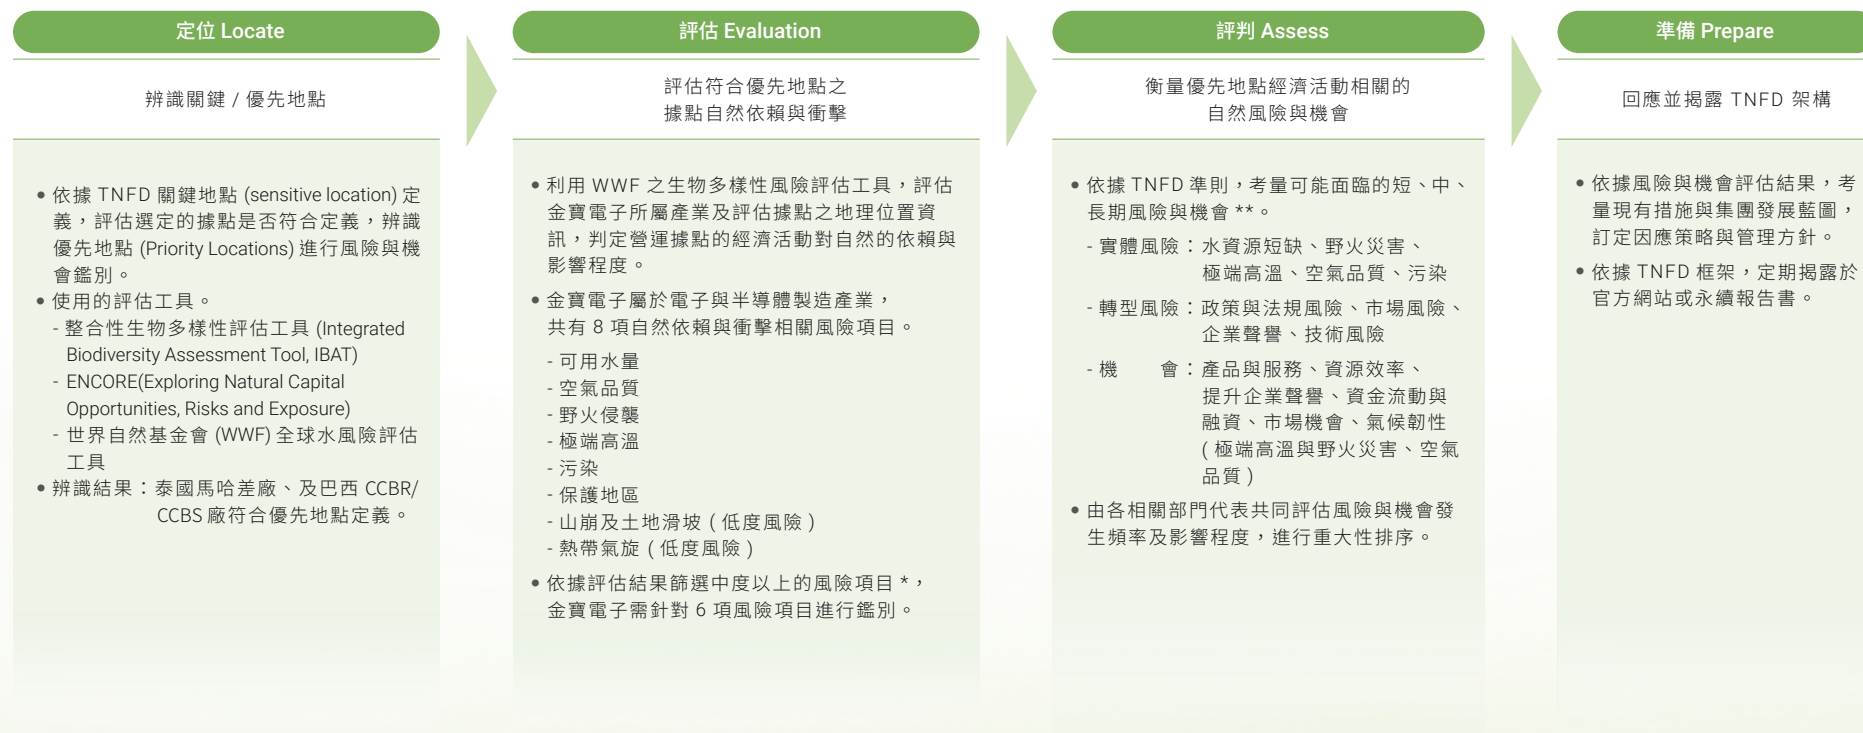 定位 Locate
辨識關鍵 / 優先地點
• 依據 TNFD 關鍵地點 (sensitive location) 定
義，評估選定的據點是否符合定義，辨識
優先地點 (Priority Locations) 進行風險與機
會鑑別。
• 使用的評估工具。
- 整合性生物多樣性評估工具 (Integrated
Biodiversity Assessment Tool, IBAT)
- ENCORE(Exploring Natural Capital
Opportunities, Risks and Exposure)
- 世界自然基金會 (WWF) 全球水風險評估
工具
• 辨識結果：泰國馬哈差廠、及巴西 CCBR/
CCBS 廠符合優先地點定義。
評估 Evaluation
評估符合優先地點之
據點自然依賴與衝擊
• 利用 WWF 之生物多樣性風險評估工具，評估
金寶電子所屬產業及評估據點之地理位置資
訊，判定營運據點的經濟活動對自然的依賴與
影響程度。
• 金寶電子屬於電子與半導體製造產業，
共有 8 項自然依賴與衝擊相關風險項目。
- 可用水量
- 空氣品質
- 野火侵襲
- 極端高溫
- 污染
- 保護地區
- 山崩及土地滑坡 ( 低度風險 )
- 熱帶氣旋 ( 低度風險 )
• 依據評估結果篩選中度以上的風險項目 *，
金寶電子需針對 6 項風險項目進行鑑別。
評判 Assess
衡量優先地點經濟活動相關的
自然風險與機會
• 依據 TNFD 準則，考量可能面臨的短、中、
長期風險與機會 **。
- 實體風險：水資源短缺、野火災害、
極端高溫、空氣品質、污染
- 轉型風險：政策與法規風險、市場風險、
企業聲譽、技術風險
- 機　　會：產品與服務、資源效率、
提升企業聲譽、資金流動與
融資、市場機會、氣候韌性
( 極端高溫與野火災害、空氣
品質 )
• 由各相關部門代表共同評估風險與機會發
生頻率及影響程度，進行重大性排序。
準備 Prepare
回應並揭露 TNFD 架構
• 依據風險與機會評估結果，考
量現有措施與集團發展藍圖，
訂定因應策略與管理方針。
• 依據 TNFD 框架，定期揭露於
官方網站或永續報告書。